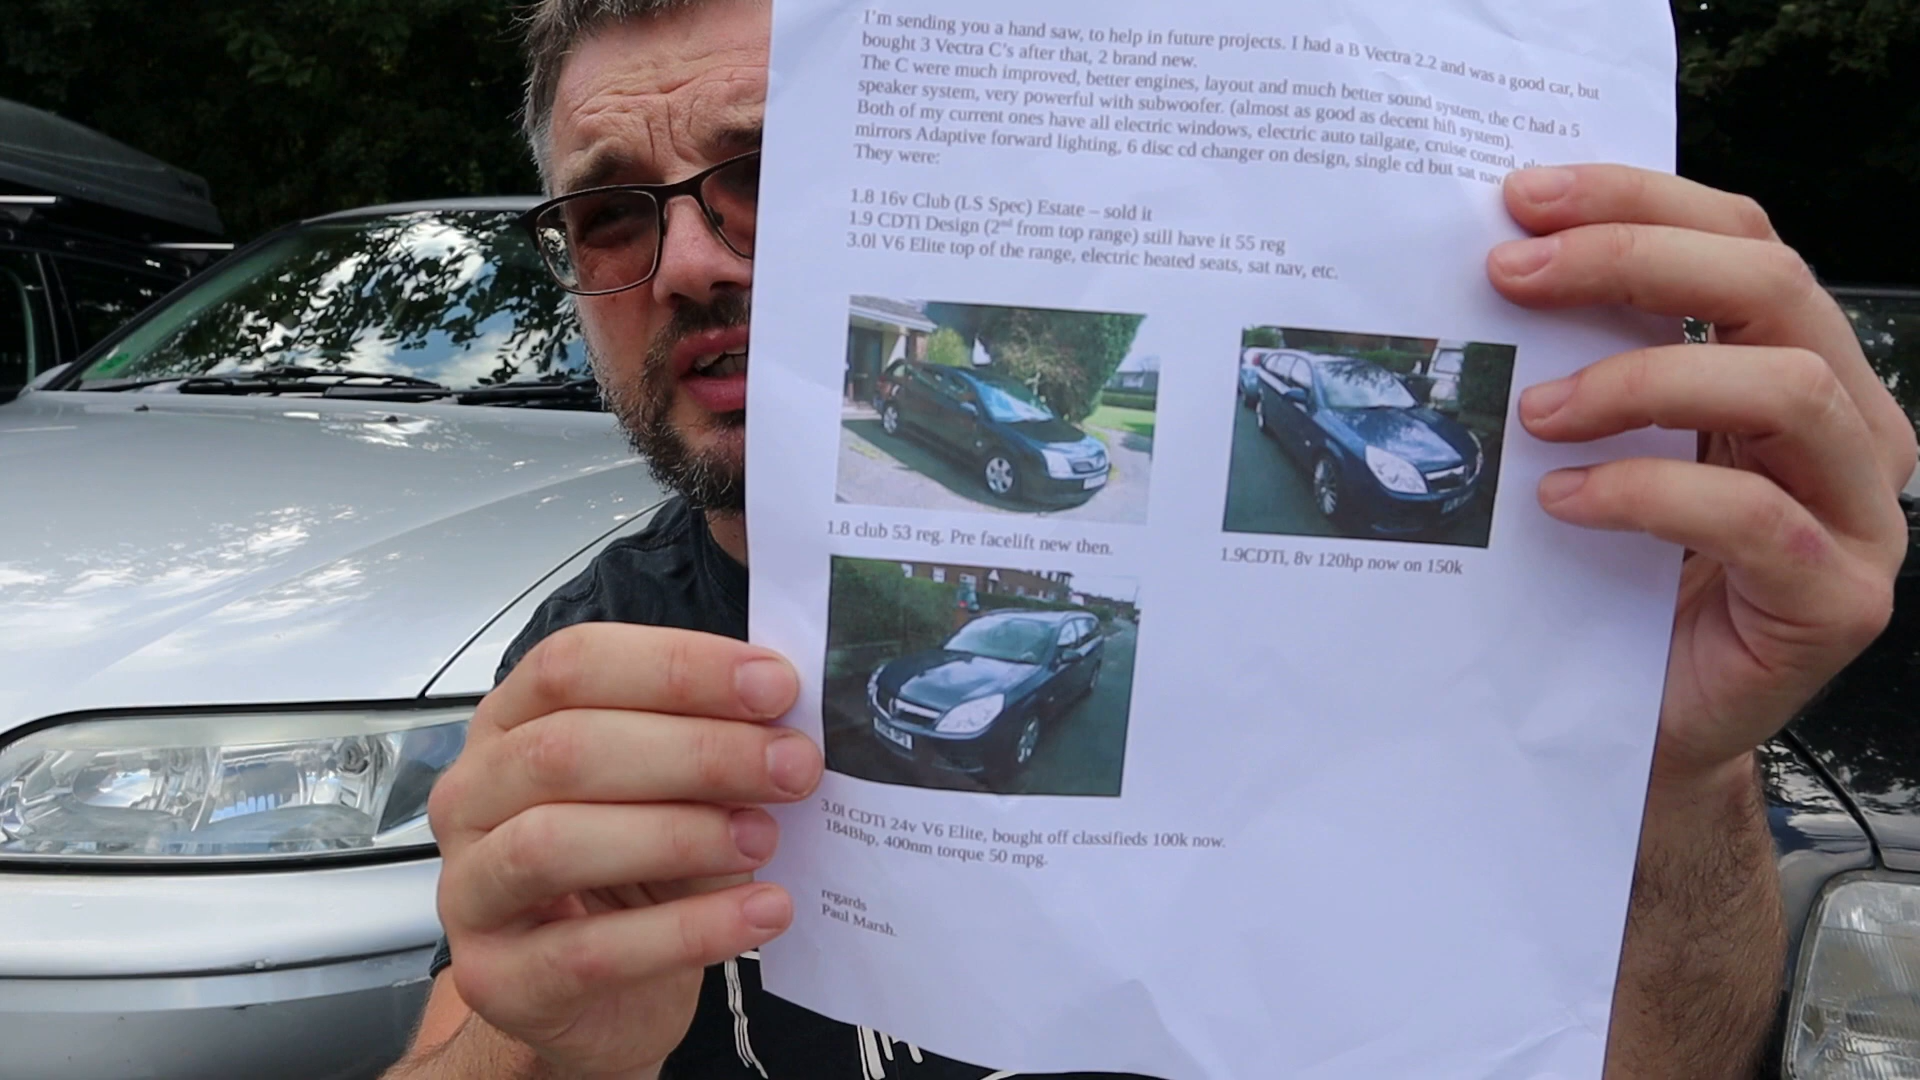 I'm sending you a hand saw, to help in future projects. I had a B Vectra 2.2 and was a good car, but
bought 3 Vectra C's after that, 2 brand new.
The C were much improved, better engines, layout and much better sound system, the C had a 5
speaker system, very powerful with subwoofer. (almost as good as decent hifi system).
Both of my current ones have all electric windows, electric auto tailgate, cruise control,
mirrors Adaptive forward lighting, 6 disc cd changer on design, single cd but sat nav
They were:
1.8 16v Club (LS Spec) Estate – sold it
1.9 CDTi Design (2nd from top range) still have it 55 reg
3.0l V6 Elite top of the range, electric heated seats, sat nav, etc.
1.8 club 53 reg. Pre facelift new then.
1.9CDTi, 8v 120hp now on 150k
3.0l CDTi 24v V6 Elite, bought off classifieds 100k now.
184Bhp, 400nm torque 50 mpg.
regards
Paul Marsh.